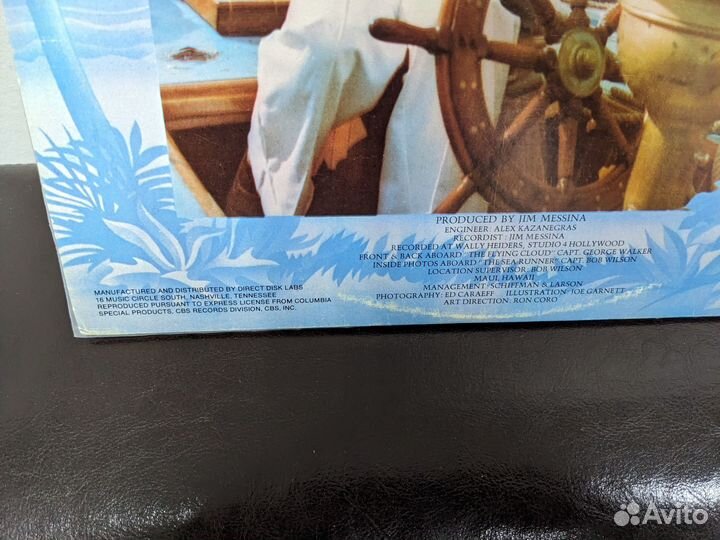 PRODUCED BY JIM MESSINA
ENGINEER: ALEX KAZANEGRAS
RECORDIST: JIM MESSINA
RECORDED AT WALLY HEIDERS, STUDIO 4 HOLLYWOOD
FRONT & BACK ABOARD "THE FLYING CLOUD" CAPT. GEORGE WALKER
INSIDE PHOTOS ABOARD "THE SEA RUNNER" CAPT. BOB WILSON
LOCATION SUPERVISOR: BOB WILSON
MAUI, HAWAII
MANAGEMENT: SCHIFFMAN & LARSON
PHOTOGRAPHY: ED CARAEFF ILLUSTRATION: JOE GARNETT
ART DIRECTION: RON CORO
MANUFACTURED AND DISTRIBUTED BY DIRECT DISK LABS
16 MUSIC CIRCLE SOUTH, NASHVILLE, TENNESSEE
REPRODUCED PURSUANT TO EXPRESS LICENSE FROM COLUMBIA
SPECIAL PRODUCTS, CBS RECORDS DIVISION, CBS, INC.
Avito